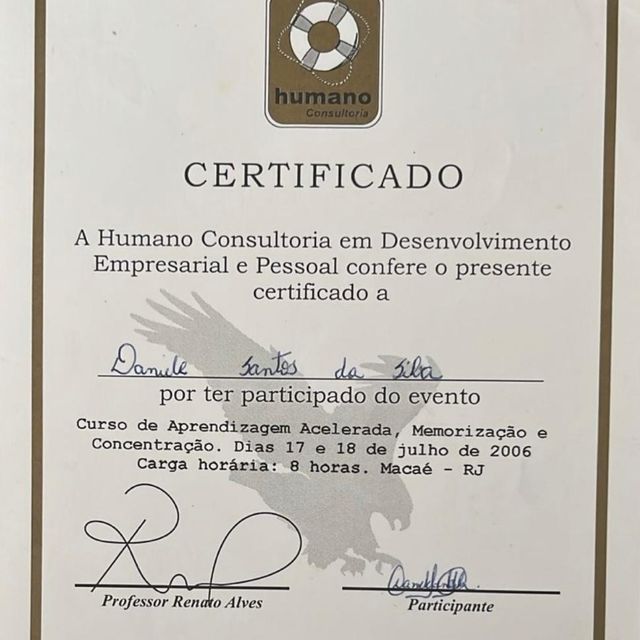 humano
Consultoria
CERTIFICADO
A Humano Consultoria em Desenvolvimento
Empresarial e Pessoal confere o presente
certificado a
Daniele Santos da Silva
por ter participado do evento
Curso de Aprendizagem Acelerada, Memorização e
Concentração. Dias 17 e 18 de julho de 2006
Carga horária: 8 horas. Macaé - RJ
Professor Renato Alves
Participante